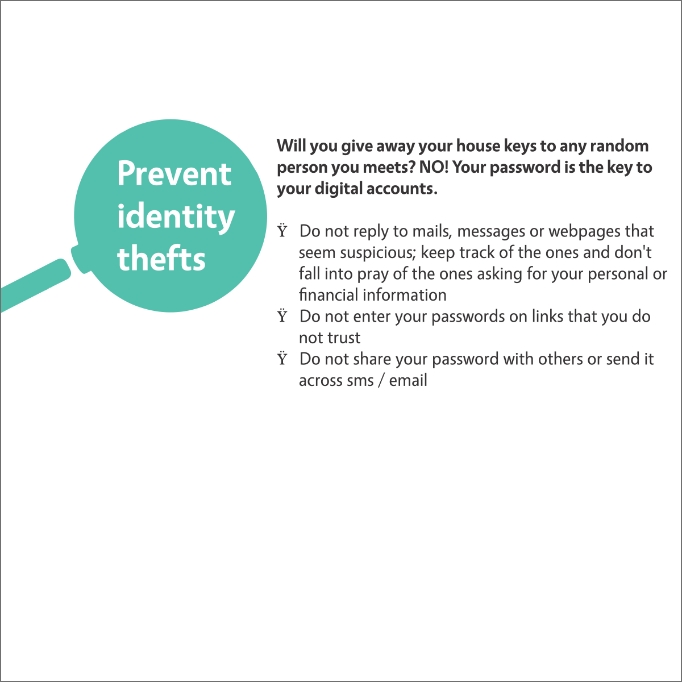 Prevent
identity
thefts
Will you give away your house keys to any random
person you meets? NO! Your password is the key to
your digital accounts.
Ÿ Do not reply to mails, messages or webpages that
seem suspicious; keep track of the ones and don't
fall into pray of the ones asking for your personal or
financial information
Ÿ Do not enter your passwords on links that you do
not trust
Ÿ Do not share your password with others or send it
across sms / email